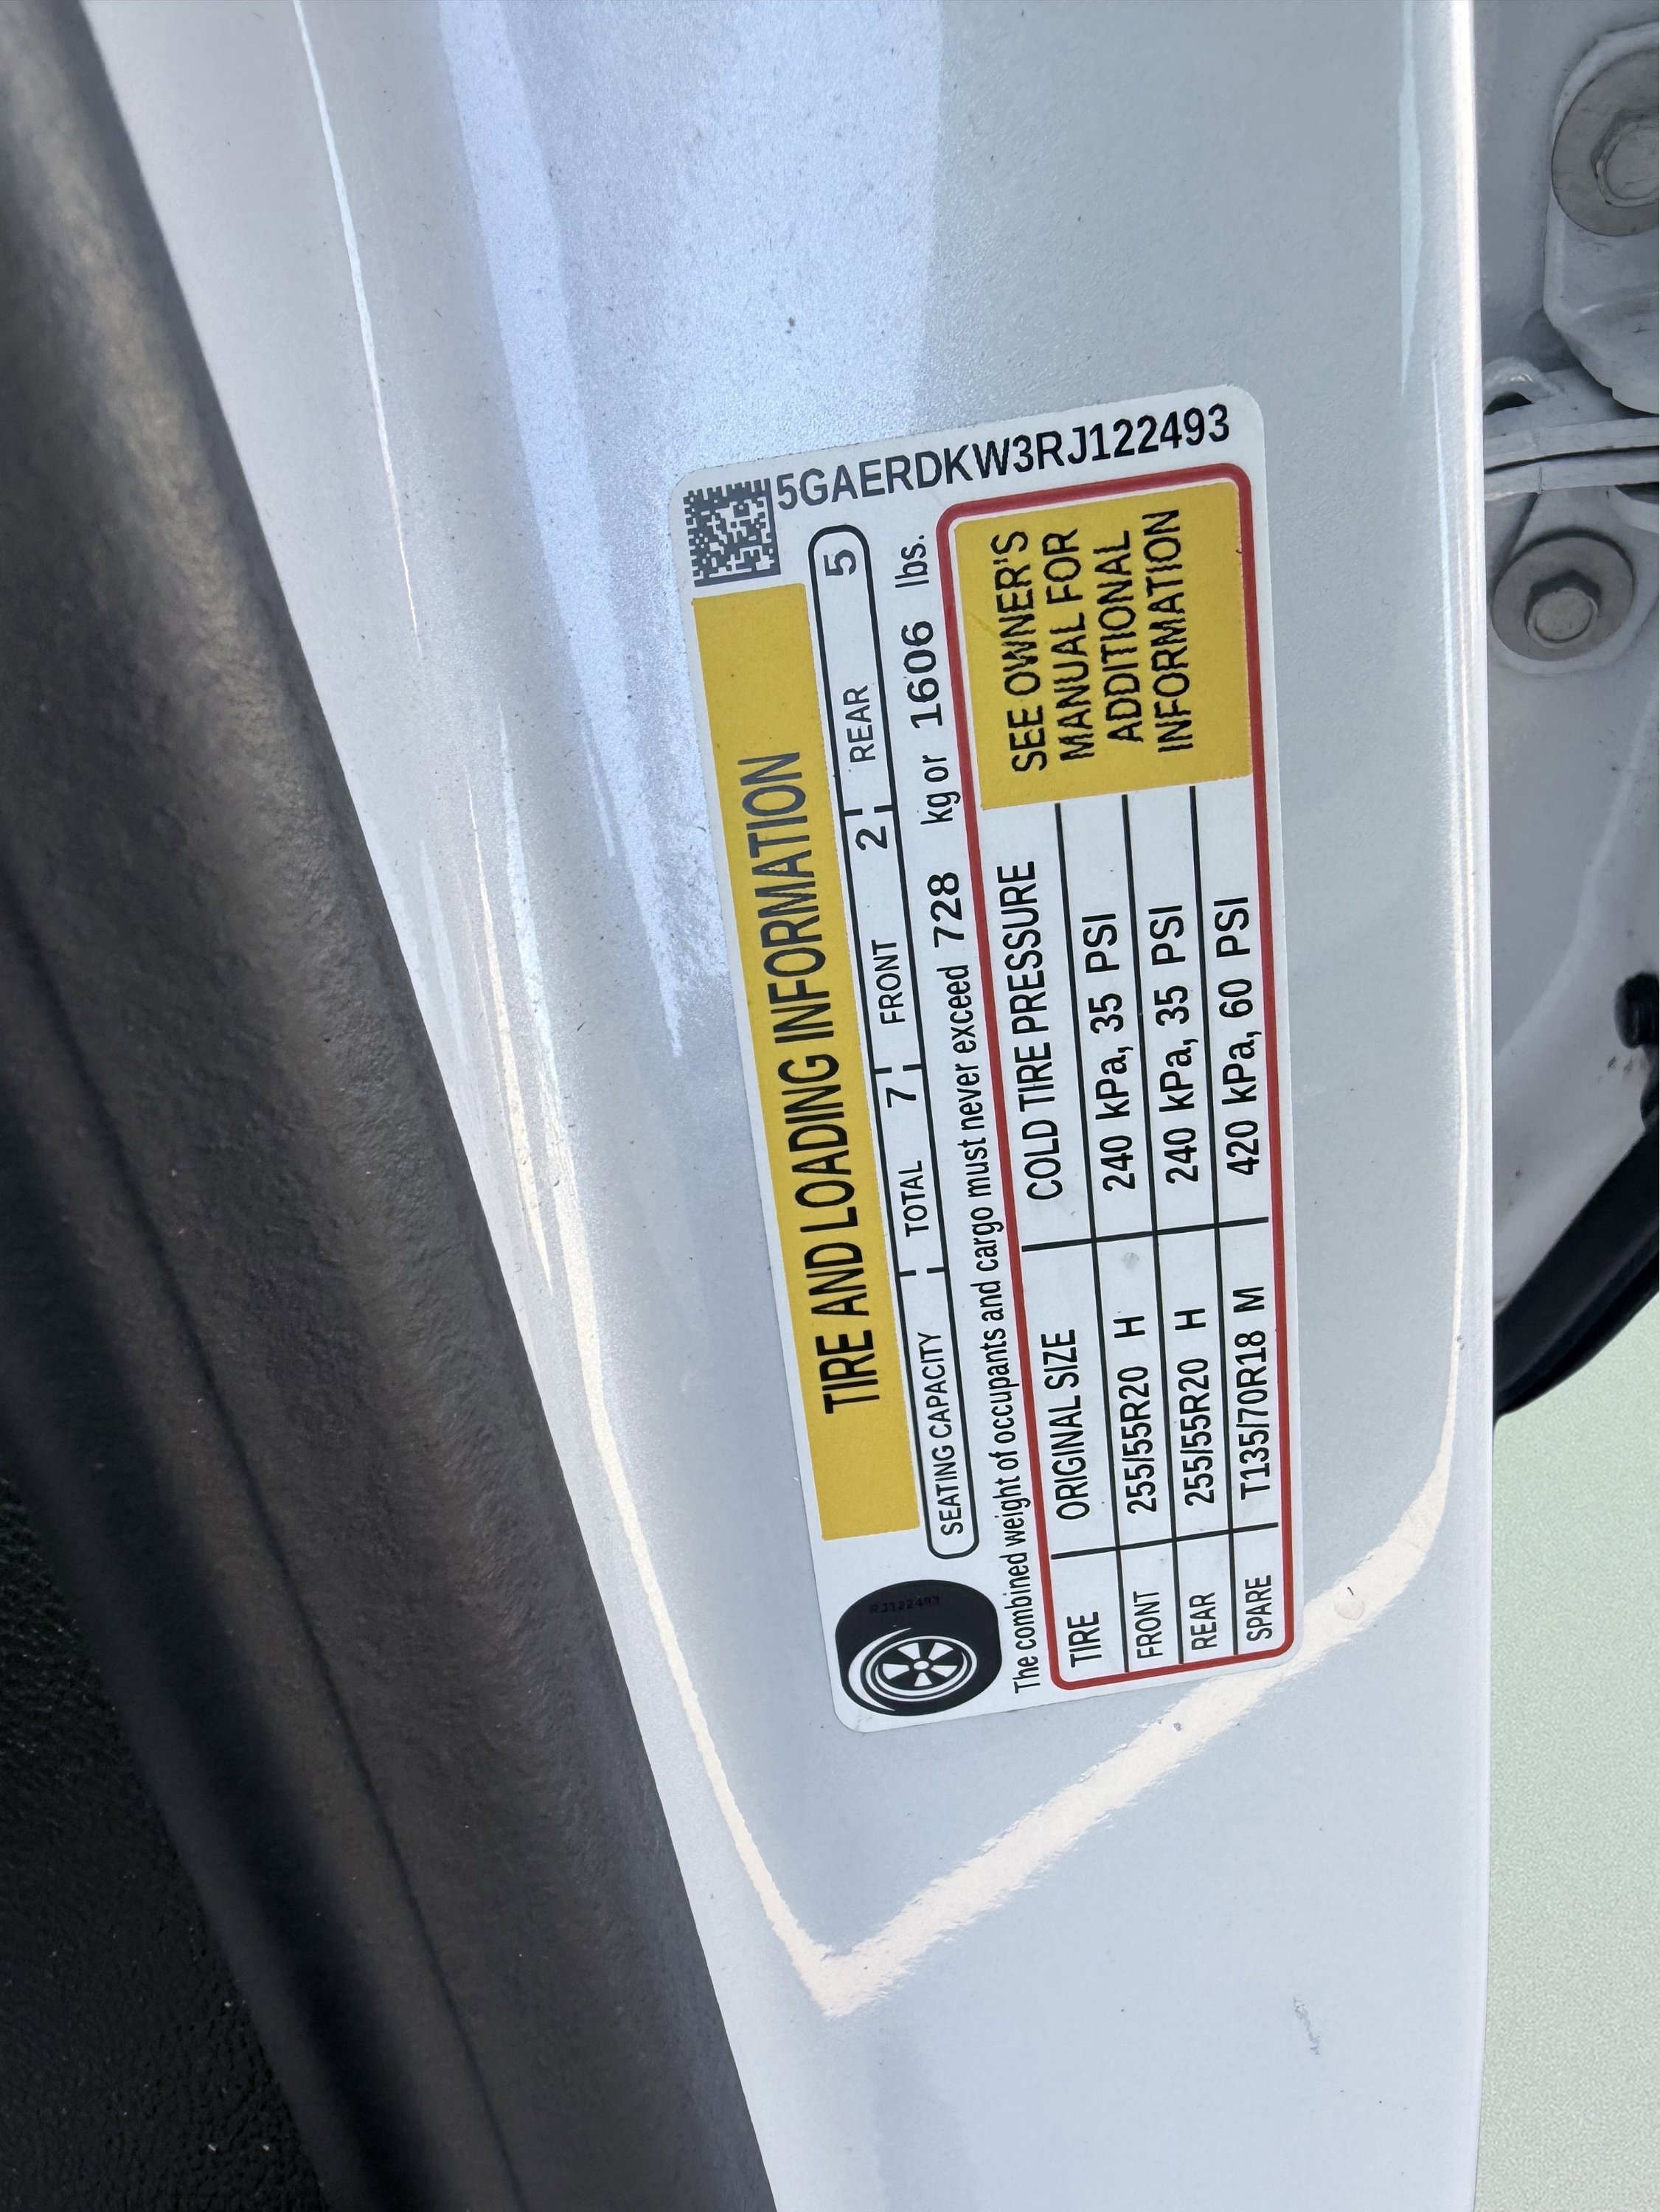 5GAERDKW3RJ122493
TIRE AND LOADING INFORMATION
SEATING CAPACITY TOTAL 7 FRONT 2 REAR 5
The combined weight of occupants and cargo must never exceed 728 kg or 1606 lbs.
TIRE ORIGINAL SIZE COLD TIRE PRESSURE
FRONT 255/55R20 H 240 kPa, 35 PSI
REAR 255/55R20 H 240 kPa, 35 PSI
SPARE T135/70R18 M 420 kPa, 60 PSI
SEE OWNER'S
MANUAL FOR
ADDITIONAL
INFORMATION
RJ122493